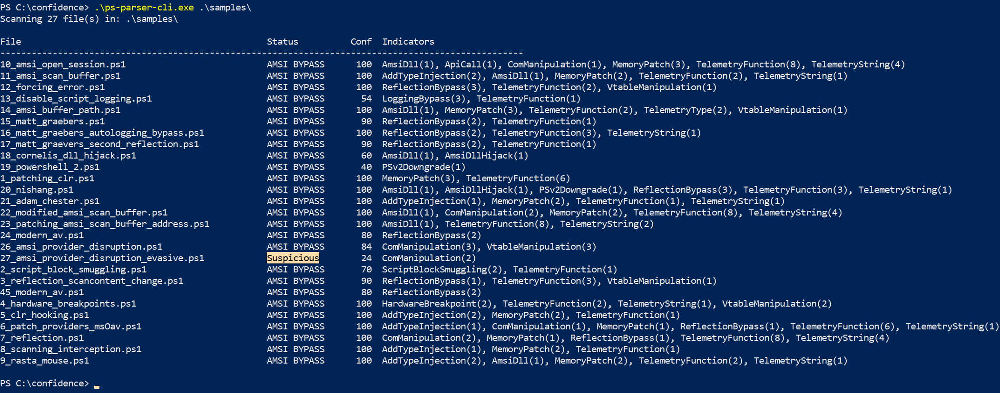 PS C:\confidence> .\ps-parser-cli.exe .\samples\
Scanning 27 file(s) in: .\samples\
File Status Conf Indicators
----------------------------------------------------------------------------------------------------
10_amsi_open_session.ps1 AMSI BYPASS 100 AmsiDll(1), ApiCall(1), ComManipulation(1), MemoryPatch(3), TelemetryFunction(8), TelemetryString(4)
11_amsi_scan_buffer.ps1 AMSI BYPASS 100 AddTypeInjection(2), AmsiDll(1), MemoryPatch(2), TelemetryFunction(2), TelemetryString(1)
12_forcing_error.ps1 AMSI BYPASS 100 ReflectionBypass(3), TelemetryFunction(2), VtableManipulation(1)
13_disable_script_logging.ps1 AMSI BYPASS 54 LoggingBypass(3), TelemetryFunction(1)
14_amsi_buffer_path.ps1 AMSI BYPASS 100 AmsiDll(1), MemoryPatch(3), TelemetryFunction(2), TelemetryType(2), VtableManipulation(1)
15_matt_graebers.ps1 AMSI BYPASS 90 ReflectionBypass(2), TelemetryFunction(1)
16_matt_graebers_autologging_bypass.ps1 AMSI BYPASS 100 ReflectionBypass(2), TelemetryFunction(3), TelemetryString(1)
17_matt_graevers_second_reflection.ps1 AMSI BYPASS 90 ReflectionBypass(2), TelemetryFunction(1)
18_cornelis_dll_hijack.ps1 AMSI BYPASS 60 AmsiDll(1), AmsiDllHijack(1)
19_powershell_2.ps1 AMSI BYPASS 40 PSv2Downgrade(1)
1_patching_clr.ps1 AMSI BYPASS 100 MemoryPatch(3), TelemetryFunction(6)
20_nishang.ps1 AMSI BYPASS 100 AmsiDll(1), AmsiDllHijack(1), PSv2Downgrade(1), ReflectionBypass(3), TelemetryFunction(3), TelemetryString(1)
21_adam_chester.ps1 AMSI BYPASS 100 AddTypeInjection(1), MemoryPatch(2), TelemetryFunction(1), TelemetryString(1)
22_modified_amsi_scan_buffer.ps1 AMSI BYPASS 100 AmsiDll(1), ComManipulation(2), MemoryPatch(2), TelemetryFunction(8), TelemetryString(4)
23_patching_amsi_scan_buffer_address.ps1 AMSI BYPASS 100 AmsiDll(1), TelemetryFunction(8), TelemetryString(2)
24_modern_av.ps1 AMSI BYPASS 80 ReflectionBypass(2)
26_amsi_provider_disruption.ps1 AMSI BYPASS 84 ComManipulation(3), VtableManipulation(3)
27_amsi_provider_disruption_evasive.ps1 Suspicious 24 ComManipulation(2)
2_script_block_smuggling.ps1 AMSI BYPASS 70 ScriptBlockSmuggling(2), TelemetryFunction(1)
3_reflection_scancontent_change.ps1 AMSI BYPASS 90 ReflectionBypass(1), TelemetryFunction(3), VtableManipulation(1)
45_modern_av.ps1 AMSI BYPASS 80 ReflectionBypass(2)
4_hardware_breakpoints.ps1 AMSI BYPASS 100 HardwareBreakpoint(2), TelemetryFunction(2), TelemetryString(1), VtableManipulation(2)
5_clr_hooking.ps1 AMSI BYPASS 100 AddTypeInjection(2), MemoryPatch(2), TelemetryFunction(1)
6_patch_providers_msOav.ps1 AMSI BYPASS 100 AddTypeInjection(1), ComManipulation(1), MemoryPatch(1), ReflectionBypass(1), TelemetryFunction(6), TelemetryString(1)
7_reflection.ps1 AMSI BYPASS 100 ComManipulation(2), MemoryPatch(1), ReflectionBypass(1), TelemetryFunction(8), TelemetryString(4)
8_scanning_interception.ps1 AMSI BYPASS 100 AddTypeInjection(1), MemoryPatch(2), TelemetryFunction(1)
9_rasta_mouse.ps1 AMSI BYPASS 100 AddTypeInjection(2), AmsiDll(1), MemoryPatch(2), TelemetryFunction(2), TelemetryString(1)
PS C:\confidence>